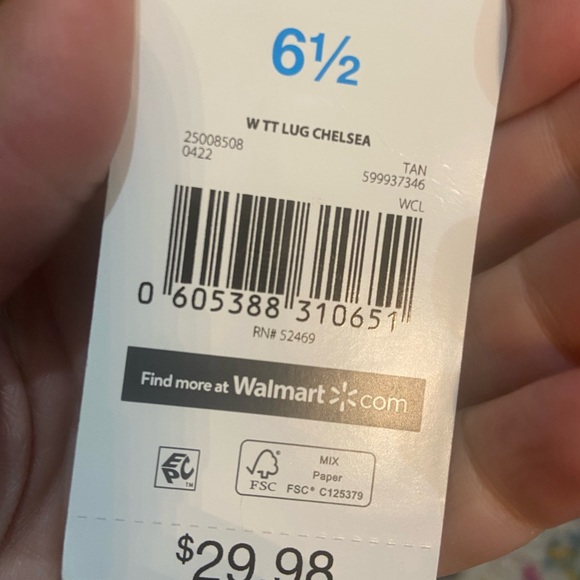 6½
W TT LUG CHELSEA
25008508
0422
TAN
599937346
WCL
0 605388 310651
RN# 52469
Find more at Walmart.com
EPC™
FSC
MIX
Paper
FSC® C125379
$29.98